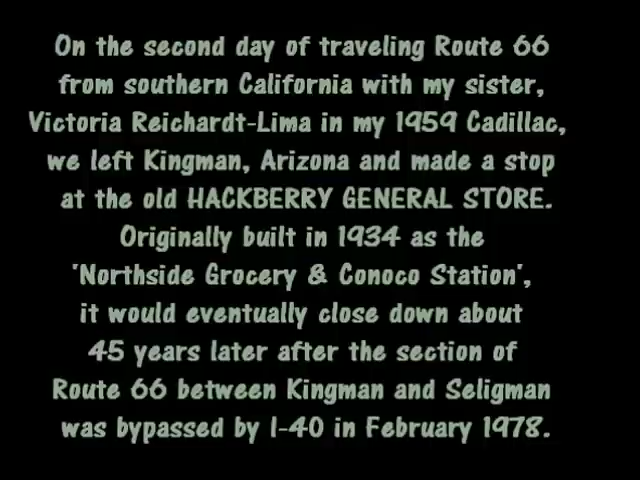 On the second day of traveling Route 66
from southern California with my sister,
Victoria Reichardt-Lima in my 1959 Cadillac,
we left Kingman, Arizona and made a stop
at the old HACKBERRY GENERAL STORE.
Originally built in 1934 as the
'Northside Grocery & Conoco Station',
it would eventually close down about
45 years later after the section of
Route 66 between Kingman and Seligman
was bypassed by I-40 in February 1978.